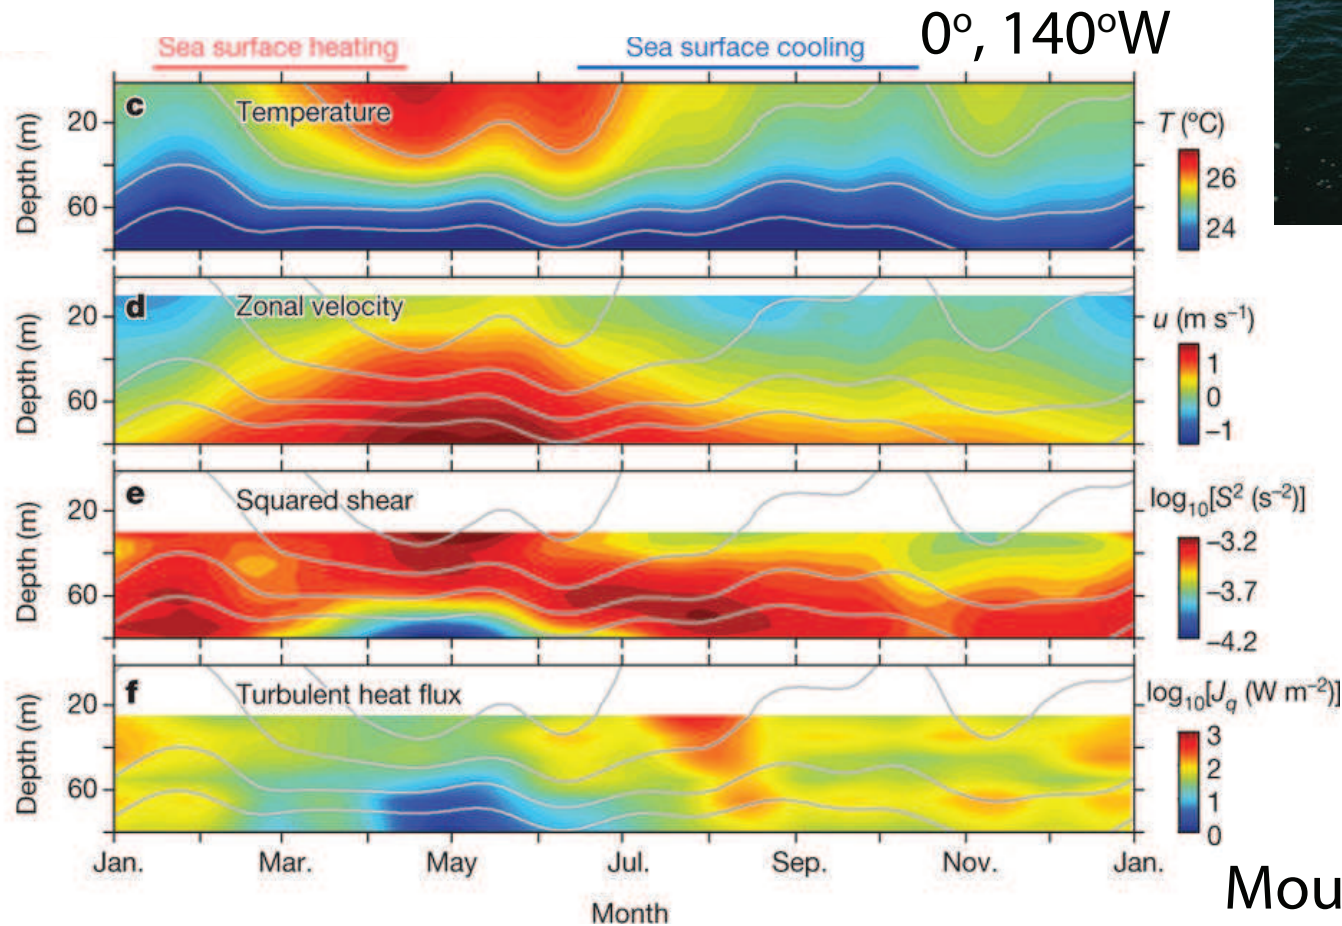 0º, 140ºW
Sea surface heating
Sea surface cooling
c
Temperature
Depth (m)
20
60
T (°C)
26
24
d
Zonal velocity
Depth (m)
20
60
u (m s⁻¹)
1
0
−1
e
Squared shear
Depth (m)
20
60
log₁₀[S² (s⁻²)]
−3.2
−3.7
−4.2
f
Turbulent heat flux
Depth (m)
20
60
log₁₀[J_q (W m⁻²)]
3
2
1
0
Jan. Mar. May Jul. Sep. Nov. Jan.
Month
Mou